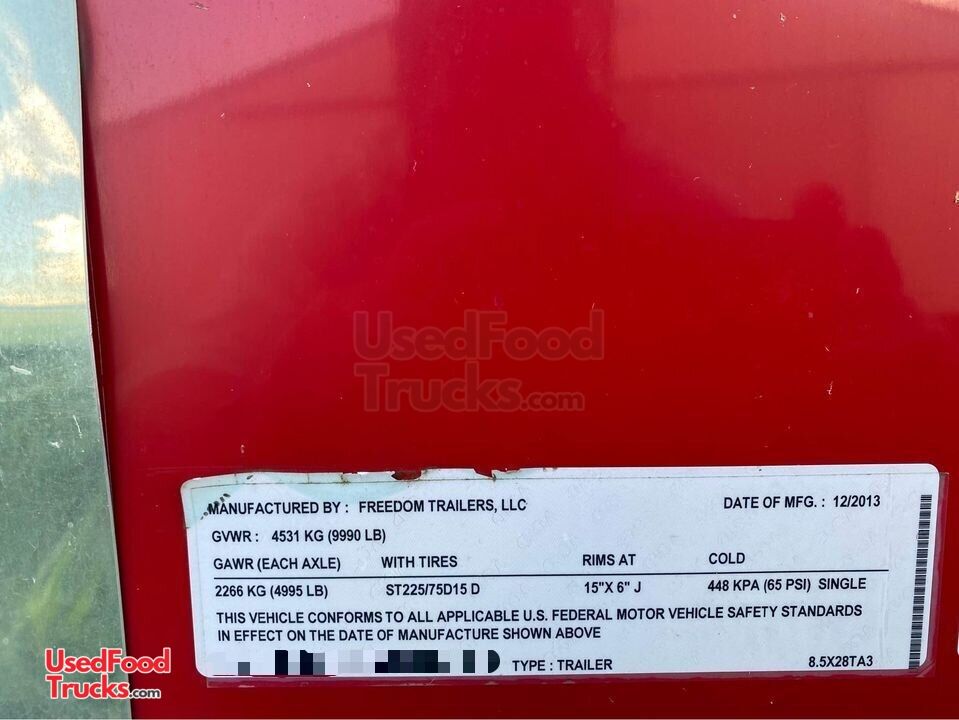 UsedFood
Trucks.com
MANUFACTURED BY : FREEDOM TRAILERS, LLC DATE OF MFG. : 12/2013
GVWR : 4531 KG (9990 LB)
GAWR (EACH AXLE) WITH TIRES RIMS AT COLD
2266 KG (4995 LB) ST225/75D15 D 15"X 6" J 448 KPA (65 PSI) SINGLE
THIS VEHICLE CONFORMS TO ALL APPLICABLE U.S. FEDERAL MOTOR VEHICLE SAFETY STANDARDS
IN EFFECT ON THE DATE OF MANUFACTURE SHOWN ABOVE
TYPE : TRAILER 8.5X28TA3
UsedFood
Trucks.com